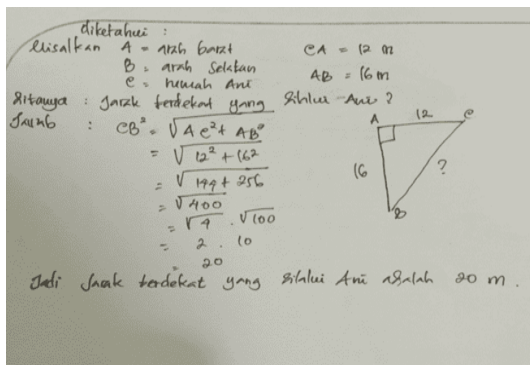 diketahui :
Misalkan A = arah barat CA = 12 m
B = arah Selatan AB = 16 m
C = rumah Ani
Ditanya : Jarak terdekat yang dilalui Ani ?
Jawab : CB² = √AC² + AB²
= √12² + 16²
= √144 + 256
= √400
= √4 . √100
= 2 . 10
= 20
A 12 C
16 ?
B
Jadi Jarak terdekat yang dilalui Ani adalah 20 m .